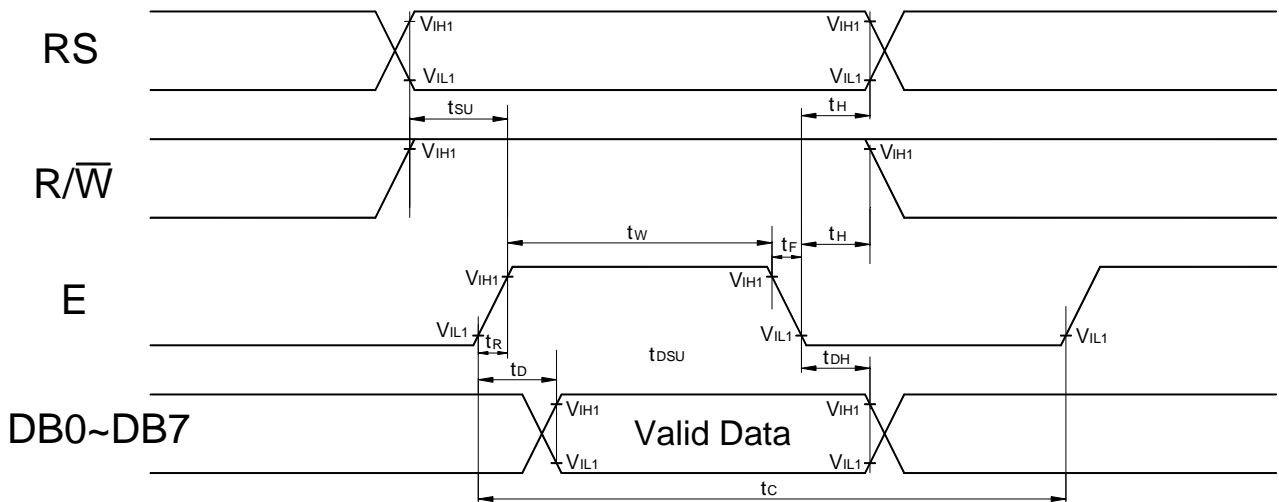 RS
VIH1
VIH1
VIL1
VIL1
tSU
tH
R/W̅
VIH1
VIH1
tW
tF
tH
E
VIH1
VIH1
VIL1
VIL1
VIL1
tR
tD
tDSU
tDH
DB0~DB7
VIH1
Valid Data
VIH1
VIL1
VIL1
tC